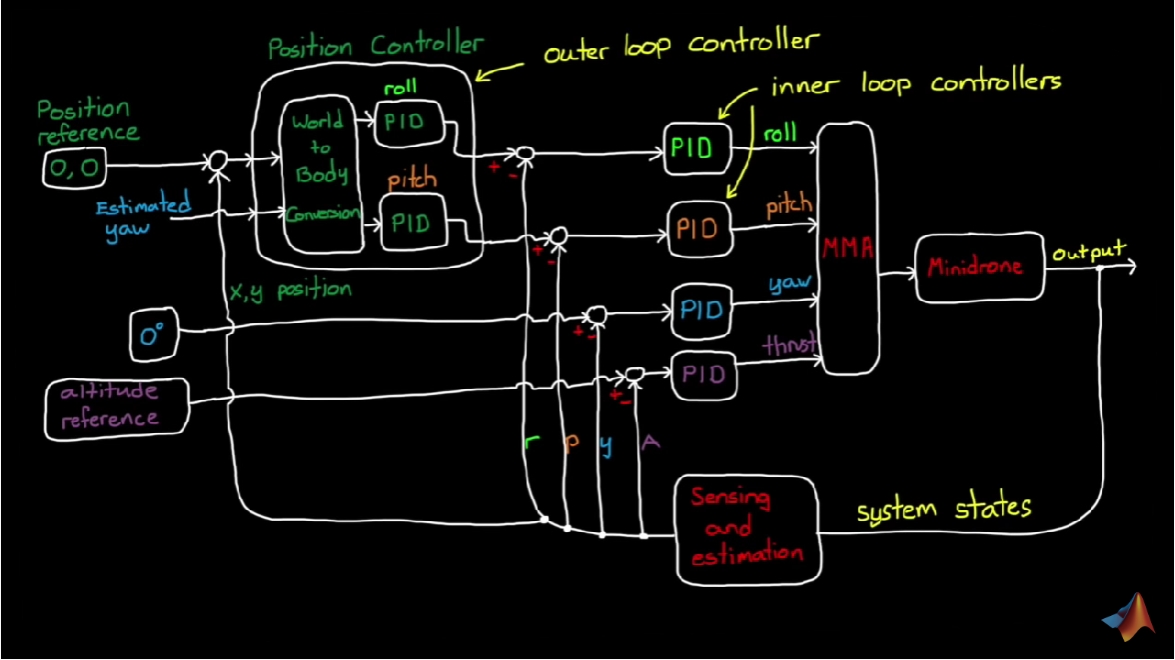 Position Controller
outer loop controller
inner loop controllers
Position
reference
0,0
Estimated
yaw
World
to
Body
Conversion
roll
PID
pitch
PID
x,y position
0°
altitude
reference
+
-
+
-
+
-
+
-
PID
roll
PID
pitch
PID
yaw
PID
thrust
MMA
Minidrone
output
r
p
y
A
Sensing
and
estimation
system states